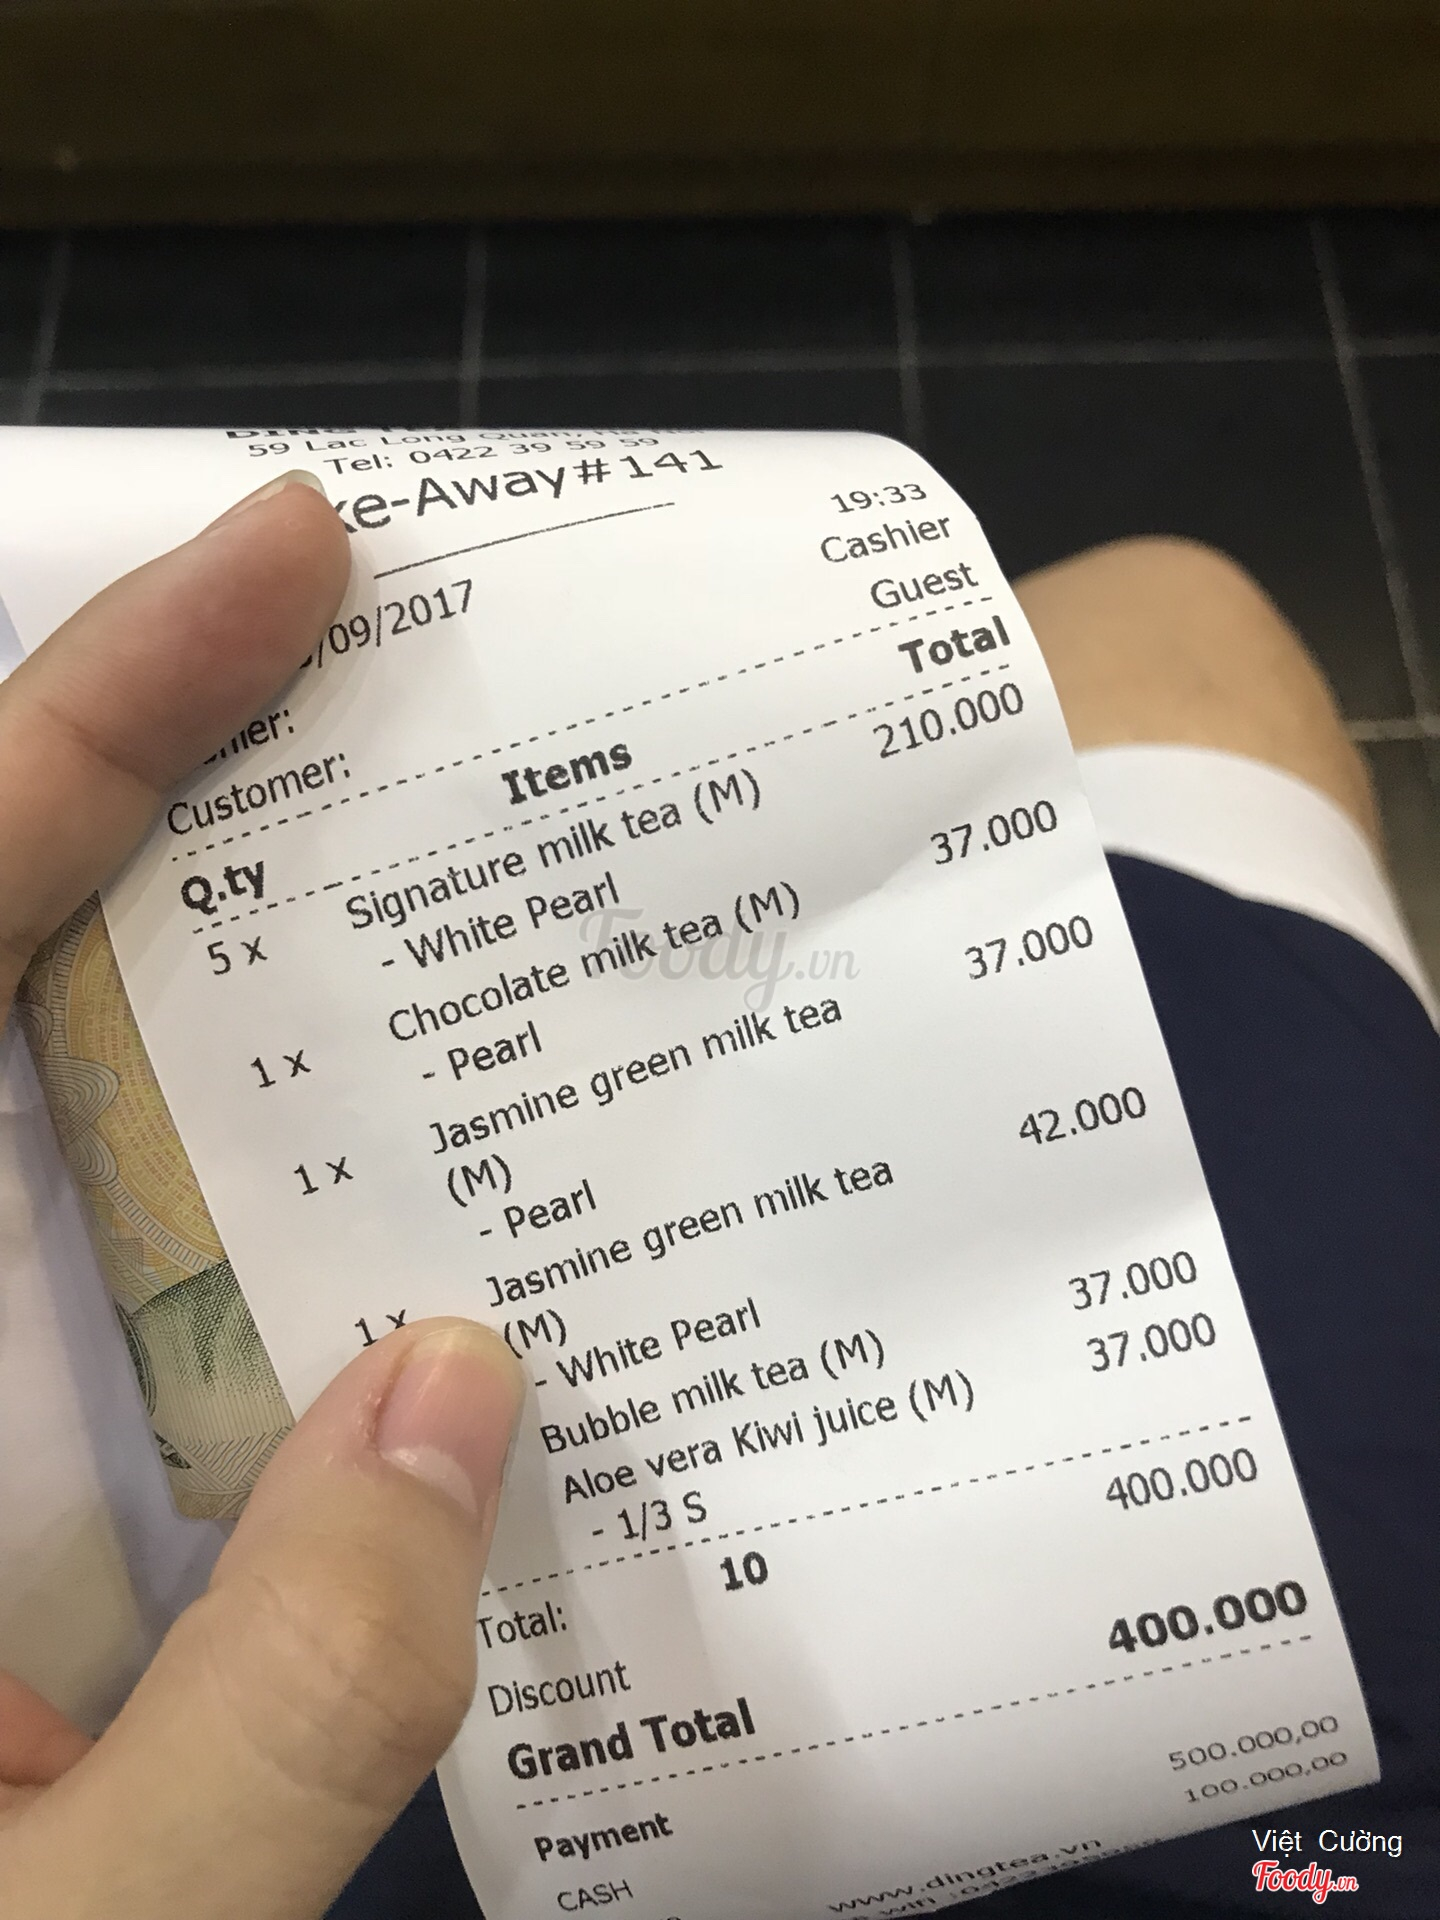 59 Lac Long Quan, Ha Noi
Tel: 0422 39 59 59
ke-Away#141
/09/2017 19:33
Cashier
Customer: Guest
Q.ty Items Total
5 x Signature milk tea (M) 210.000
- White Pearl
1 x Chocolate milk tea (M) 37.000
- Pearl
1 x Jasmine green milk tea 37.000
(M)
- Pearl
1 x Jasmine green milk tea 42.000
(M)
- White Pearl
Bubble milk tea (M) 37.000
Aloe vera Kiwi juice (M) 37.000
- 1/3 S
Total: 10 400.000
Discount
Grand Total 400.000
Payment
CASH 500.000,00
100.000,00
www.dingtea.vn
Foody.vn
Việt Cường
Foody.vn